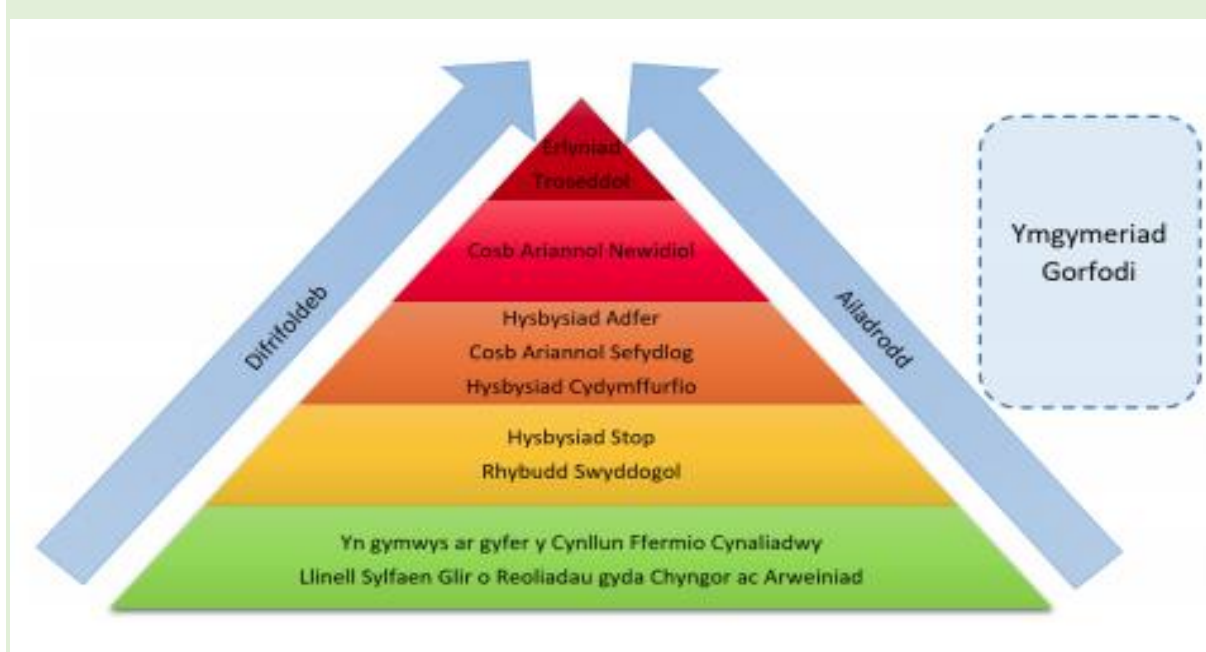 Erlyniad
Troseddol
Cosb Ariannol Newidiol
Hysbysiad Adfer
Cosb Ariannol Sefydlog
Hysbysiad Cydymffurfio
Hysbysiad Stop
Rhybudd Swyddogol
Yn gymwys ar gyfer y Cynllun Ffermio Cynaliadwy
Llinell Sylfaen Glir o Reoliadau gyda Chyngor ac Arweiniad
Difrifoldeb
Ailadrodd
Ymgymeriad
Gorfodi